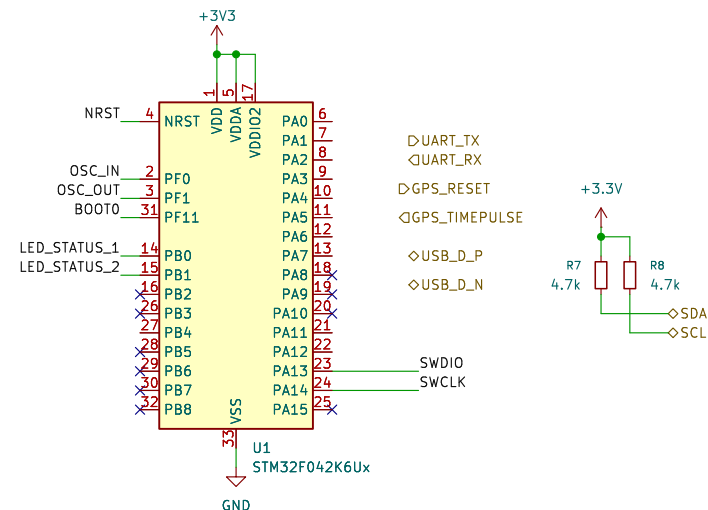 +3V3
1
5
17
VDD
VDDA
VDDIO2
NRST 4 NRST
OSC_IN 2 PF0
OSC_OUT 3 PF1
BOOT0 31 PF11
LED_STATUS_1 14 PB0
LED_STATUS_2 15 PB1
16 PB2
26 PB3
27 PB4
28 PB5
29 PB6
30 PB7
32 PB8
PA0 6
PA1 7
PA2 8
PA3 9
PA4 10
PA5 11
PA6 12
PA7 13
PA8 18
PA9 19
PA10 20
PA11 21
PA12 22
PA13 23 SWDIO
PA14 24 SWCLK
PA15 25
VSS
33
U1
STM32F042K6Ux
GND
UART_TX
UART_RX
GPS_RESET
GPS_TIMEPULSE
USB_D_P
USB_D_N
+3.3V
R7
4.7k
R8
4.7k
SDA
SCL